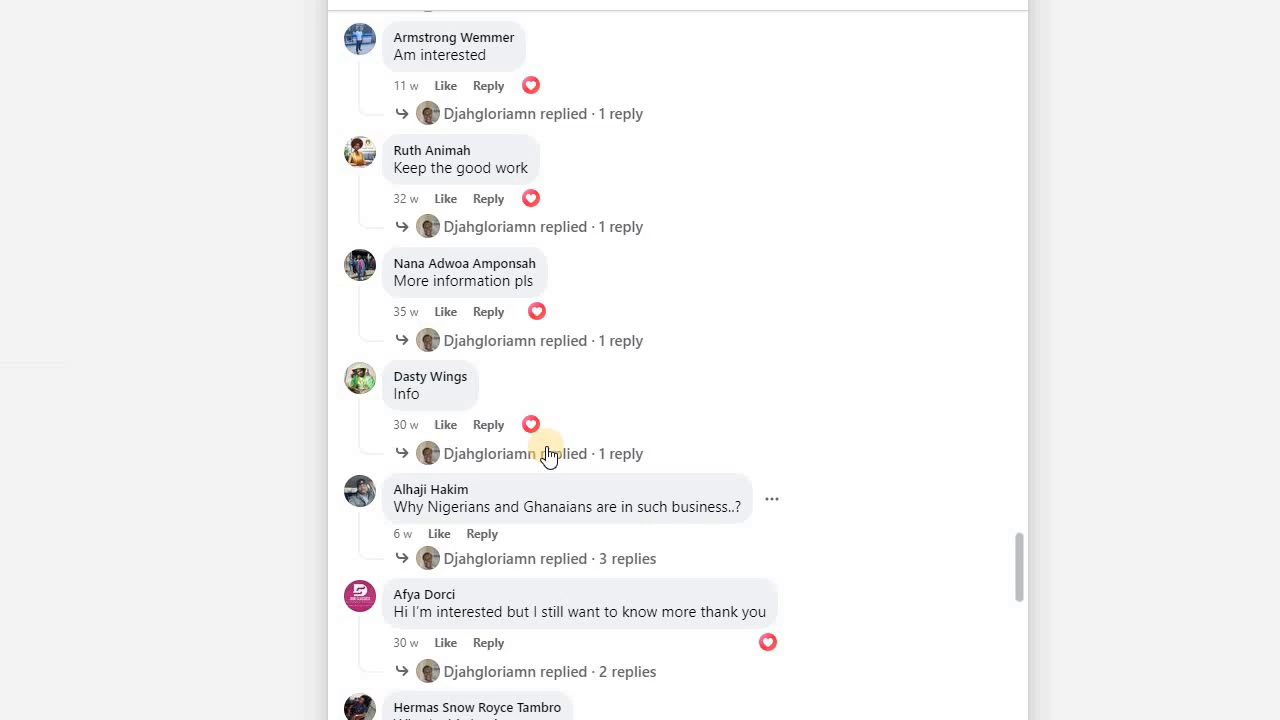 Armstrong Wemmer
Am interested
11 w Like Reply
Djahgloriamn replied · 1 reply
Ruth Animah
Keep the good work
32 w Like Reply
Djahgloriamn replied · 1 reply
Nana Adwoa Amponsah
More information pls
35 w Like Reply
Djahgloriamn replied · 1 reply
Dasty Wings
Info
30 w Like Reply
Djahgloriamn replied · 1 reply
Alhaji Hakim
Why Nigerians and Ghanaians are in such business..?
6 w Like Reply
Djahgloriamn replied · 3 replies
Afya Dorci
Hi I'm interested but I still want to know more thank you
30 w Like Reply
Djahgloriamn replied · 2 replies
Hermas Snow Royce Tambro